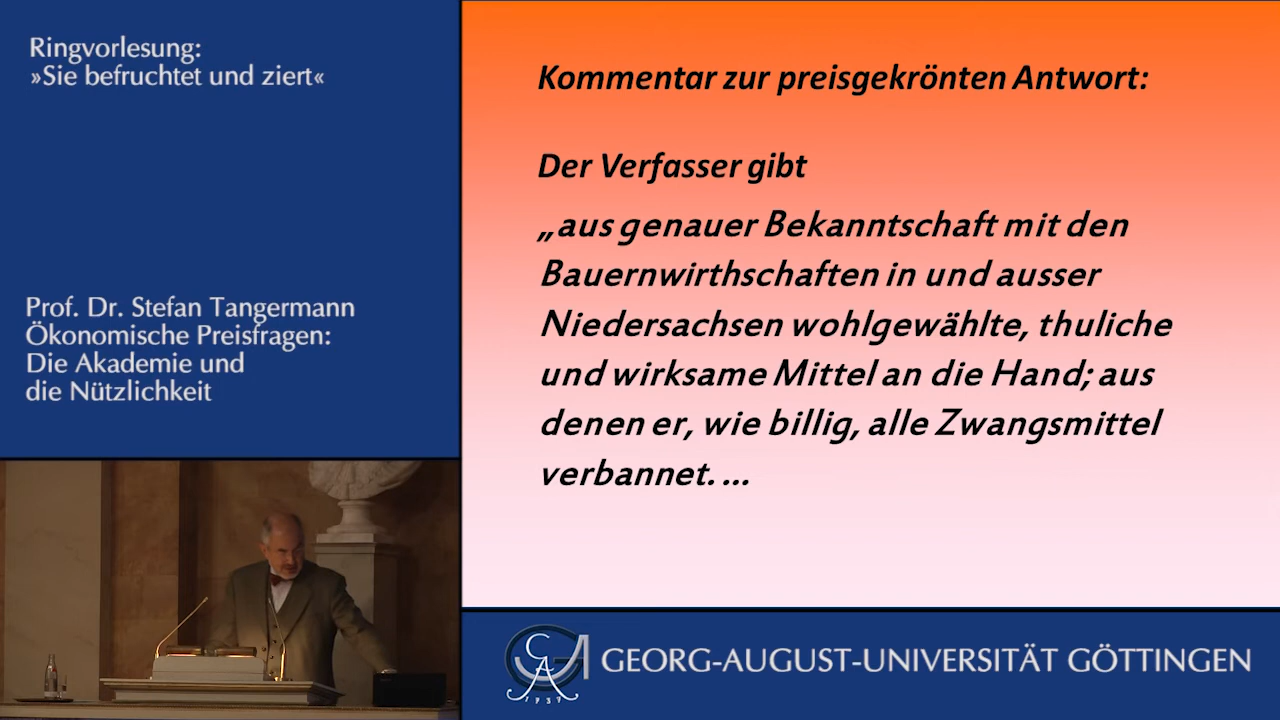 Ringvorlesung:
»Sie befruchtet und ziert«
Prof. Dr. Stefan Tangermann
Ökonomische Preisfragen:
Die Akademie und
die Nützlichkeit
Kommentar zur preisgekrönten Antwort:
Der Verfasser gibt
„aus genauer Bekanntschaft mit den
Bauernwirthschaften in und ausser
Niedersachsen wohlgewählte, thuliche
und wirksame Mittel an die Hand; aus
denen er, wie billig, alle Zwangsmittel
verbannet. ...
GEORG-AUGUST-UNIVERSITÄT GÖTTINGEN
GA
1737